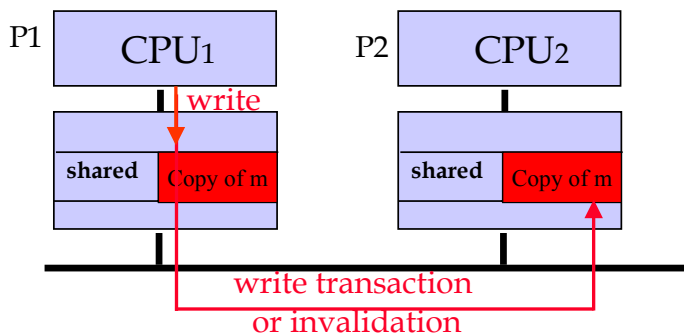 P1
CPU1
P2
CPU2
write
shared
Copy of m
shared
Copy of m
write transaction
or invalidation